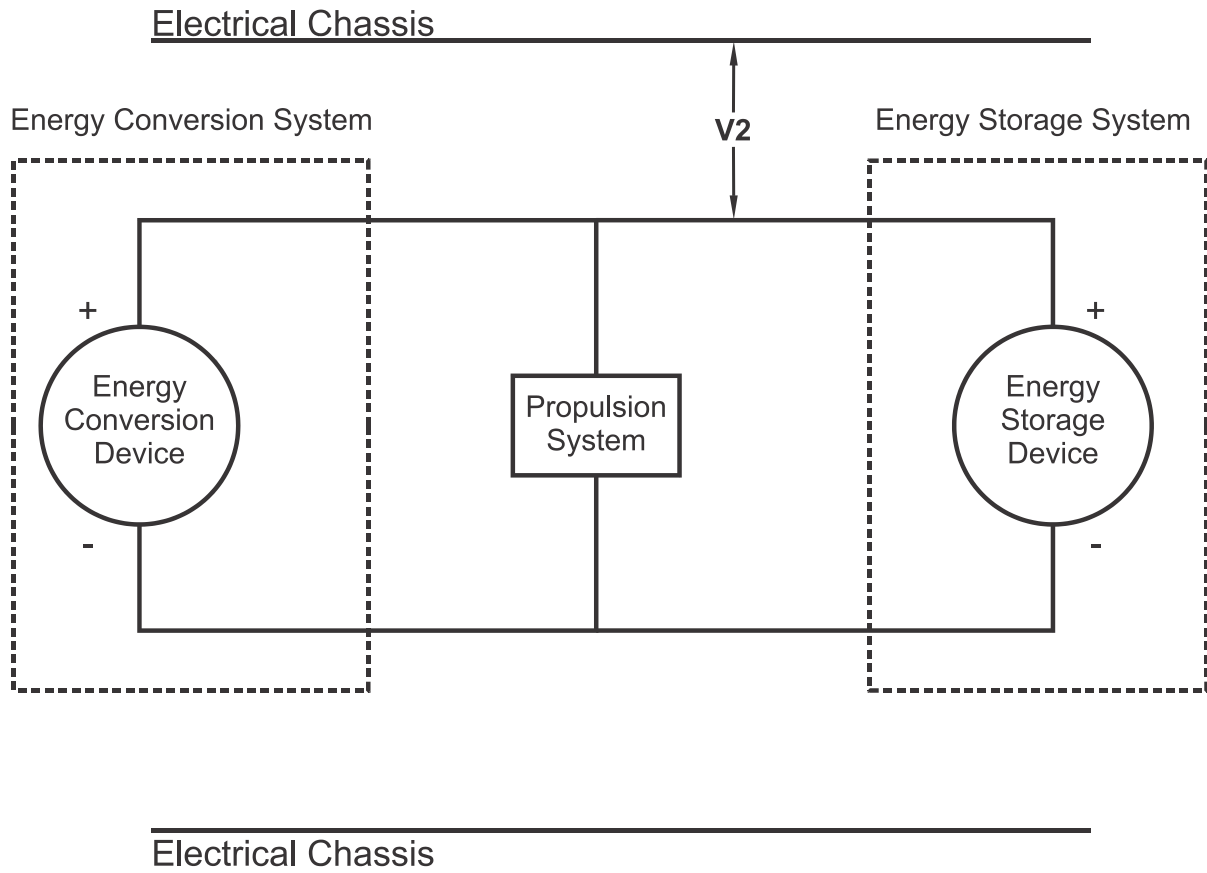 Electrical Chassis
V2
Energy Conversion System
Energy Storage System
+
+
Energy
Conversion
Device
Propulsion
System
Energy
Storage
Device
-
-
Electrical Chassis